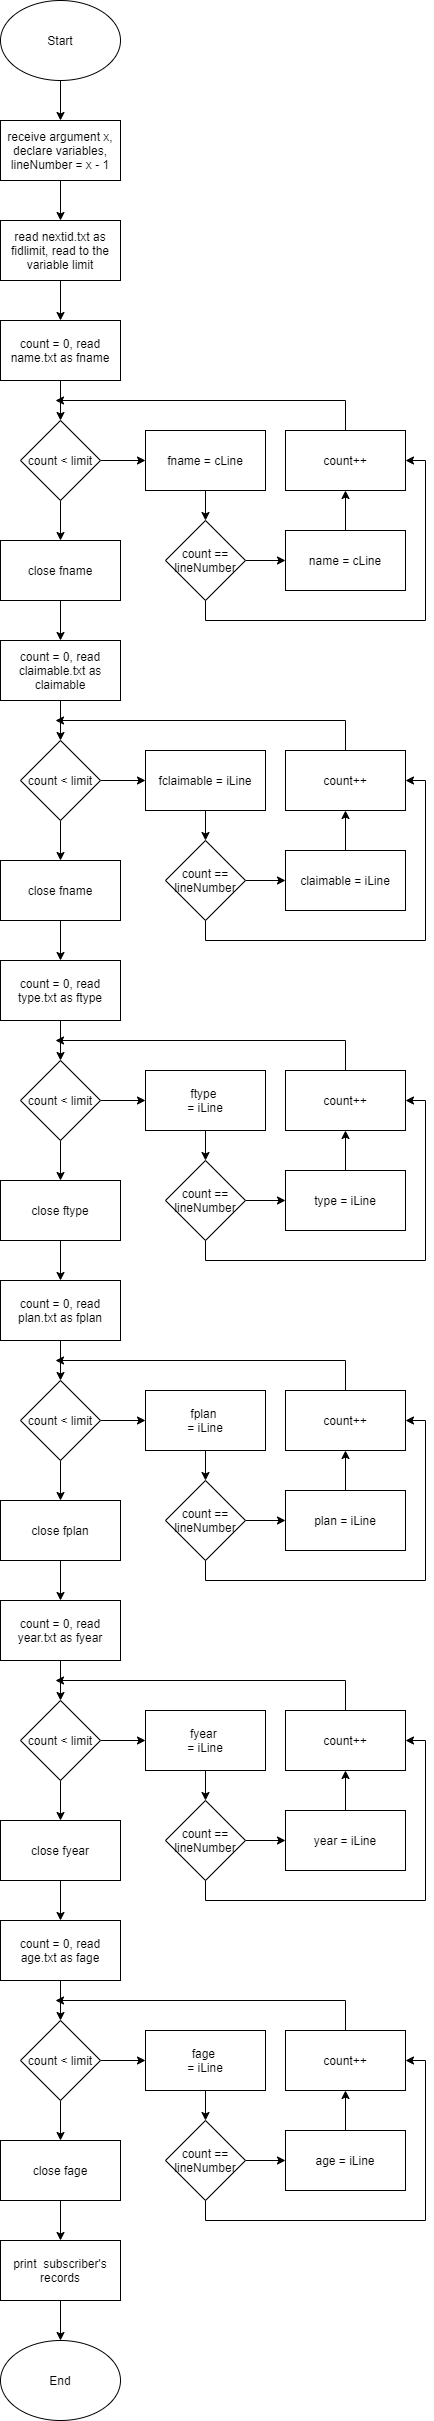 Start
receive argument x,
declare variables,
lineNumber = x - 1
read nextid.txt as
fidlimit, read to the
variable limit
count = 0, read
name.txt as fname
count < limit
fname = cLine
count++
count ==
lineNumber
name = cLine
close fname
count = 0, read
claimable.txt as
claimable
count < limit
fclaimable = iLine
count++
count ==
lineNumber
claimable = iLine
close fname
count = 0, read
type.txt as ftype
count < limit
ftype
= iLine
count++
count ==
lineNumber
type = iLine
close ftype
count = 0, read
plan.txt as fplan
count < limit
fplan
= iLine
count++
count ==
lineNumber
plan = iLine
close fplan
count = 0, read
year.txt as fyear
count < limit
fyear
= iLine
count++
count ==
lineNumber
year = iLine
close fyear
count = 0, read
age.txt as fage
count < limit
fage
= iLine
count++
count ==
lineNumber
age = iLine
close fage
print  subscriber's
records
End